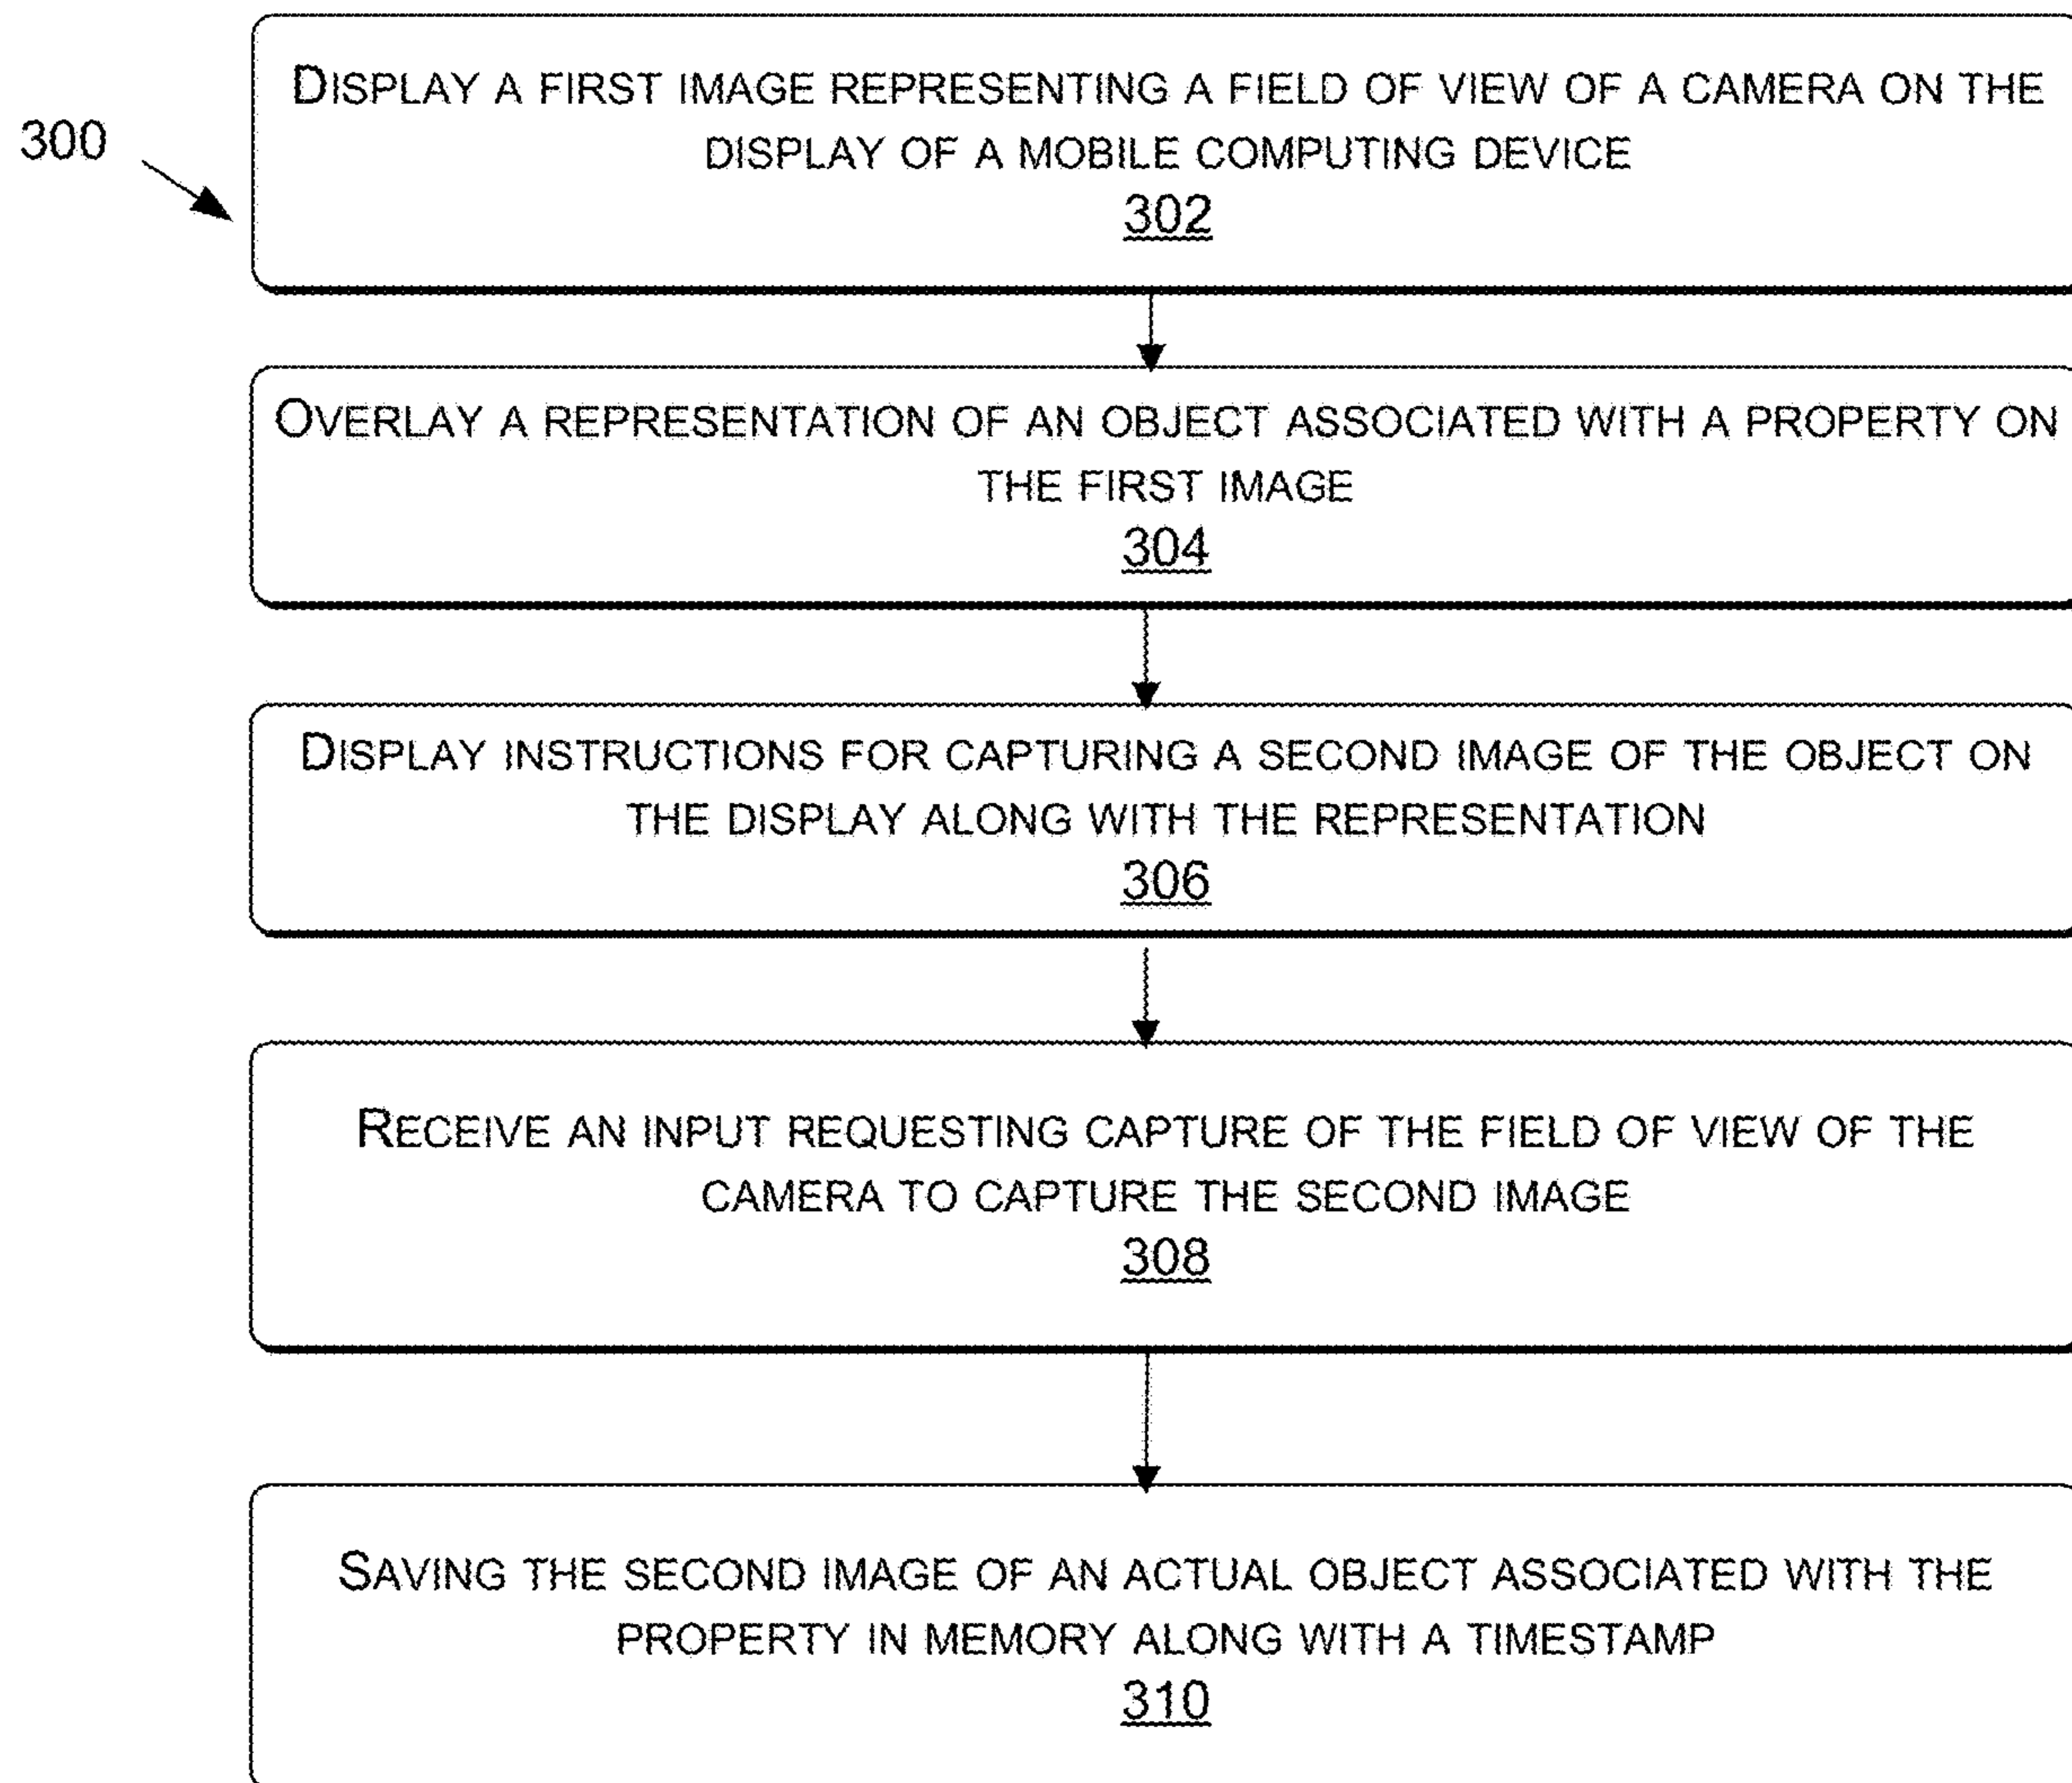 300
DISPLAY A FIRST IMAGE REPRESENTING A FIELD OF VIEW OF A CAMERA ON THE
DISPLAY OF A MOBILE COMPUTING DEVICE
302
OVERLAY A REPRESENTATION OF AN OBJECT ASSOCIATED WITH A PROPERTY ON
THE FIRST IMAGE
304
DISPLAY INSTRUCTIONS FOR CAPTURING A SECOND IMAGE OF THE OBJECT ON
THE DISPLAY ALONG WITH THE REPRESENTATION
306
RECEIVE AN INPUT REQUESTING CAPTURE OF THE FIELD OF VIEW OF THE
CAMERA TO CAPTURE THE SECOND IMAGE
308
SAVING THE SECOND IMAGE OF AN ACTUAL OBJECT ASSOCIATED WITH THE
PROPERTY IN MEMORY ALONG WITH A TIMESTAMP
310